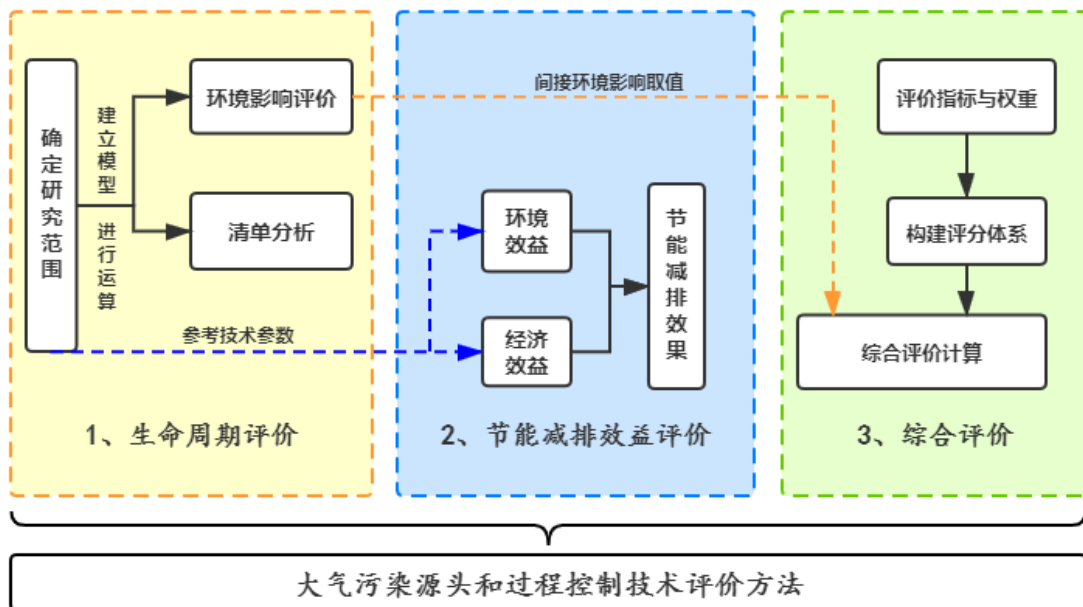 确定研究范围
建立模型
进行运算
环境影响评价
清单分析
参考技术参数
1、生命周期评价
间接环境影响取值
环境
效益
经济
效益
节能减排效果
2、节能减排效益评价
评价指标与权重
构建评分体系
综合评价计算
3、综合评价
大气污染源头和过程控制技术评价方法